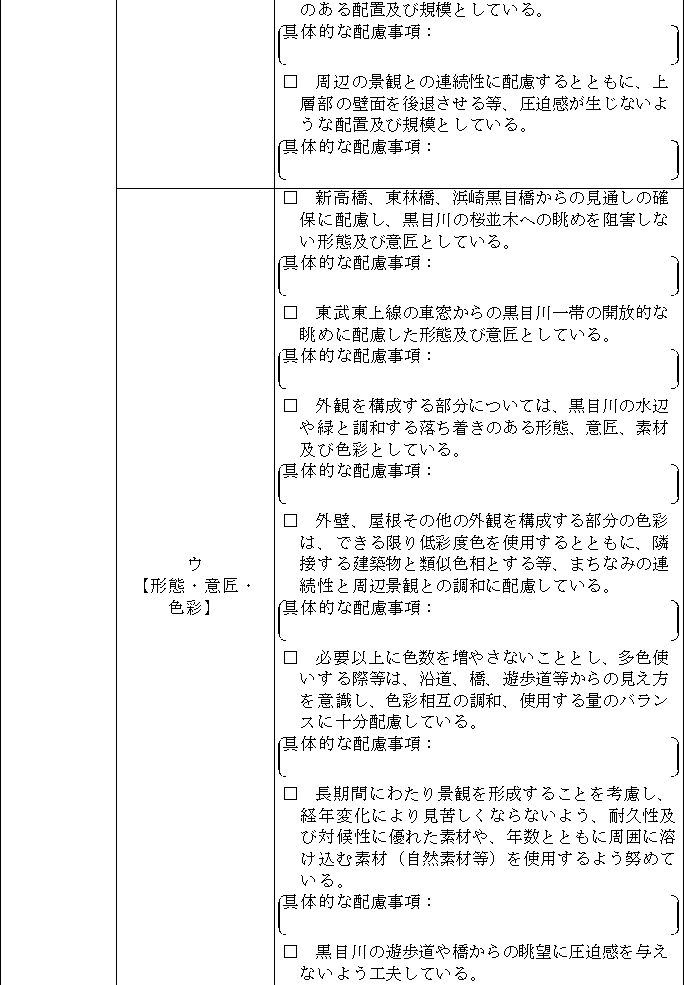 のある配置及び規模としている。
具体的な配慮事項：
□　周辺の景観との連続性に配慮するとともに、上
層部の壁面を後退させる等、圧迫感が生じないよ
うな配置及び規模としている。
具体的な配慮事項：
ウ
【形態・意匠・
色彩】
□　新高橋、東林橋、浜崎黒目橋からの見通しの確
保に配慮し、黒目川の桜並木への眺めを阻害しな
い形態及び意匠としている。
具体的な配慮事項：
□　東武東上線の車窓からの黒目川一帯の開放的な
眺めに配慮した形態及び意匠としている。
具体的な配慮事項：
□　外観を構成する部分については、黒目川の水辺
や緑と調和する落ち着きのある形態、意匠、素材
及び色彩としている。
具体的な配慮事項：
□　外壁、屋根その他の外観を構成する部分の色彩
は、できる限り低彩度色を使用するとともに、隣
接する建築物と類似色相とする等、まちなみの連
続性と周辺景観との調和に配慮している。
具体的な配慮事項：
□　必要以上に色数を増やさないこととし、多色使
いする際等は、沿道、橋、遊歩道等からの見え方
を意識し、色彩相互の調和、使用する量のバラン
スに十分配慮している。
具体的な配慮事項：
□　長期間にわたり景観を形成することを考慮し、
経年変化により見苦しくならないよう、耐久性及
び対候性に優れた素材や、年数とともに周囲に溶
け込む素材（自然素材等）を使用するよう努めて
いる。
具体的な配慮事項：
□　黒目川の遊歩道や橋からの眺望に圧迫感を与え
ないよう工夫している。